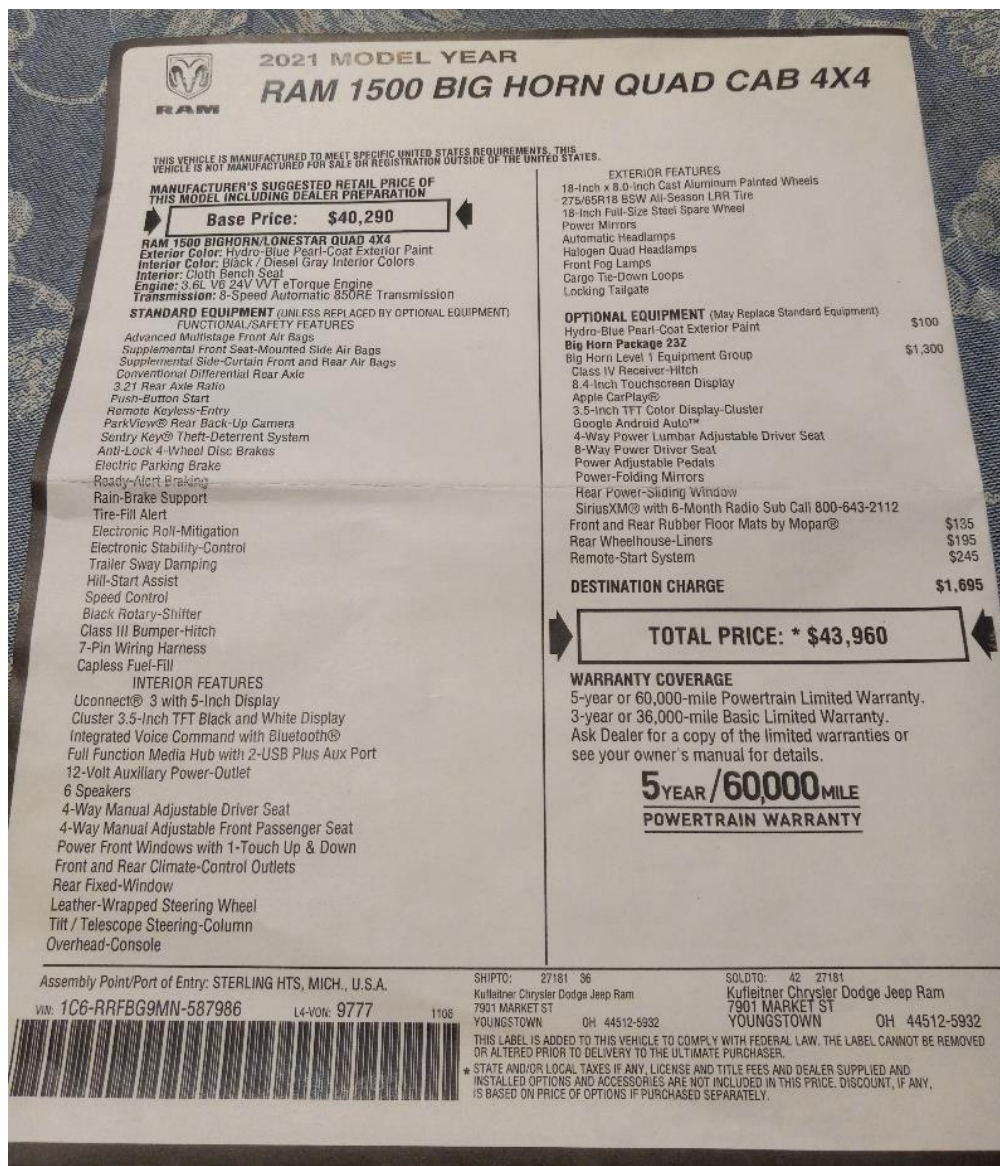 2021 MODEL YEAR
RAM 1500 BIG HORN QUAD CAB 4X4
RAM
THIS VEHICLE IS MANUFACTURED TO MEET SPECIFIC UNITED STATES REQUIREMENTS. THIS
VEHICLE IS NOT MANUFACTURED FOR SALE OR REGISTRATION OUTSIDE OF THE UNITED STATES.
MANUFACTURER'S SUGGESTED RETAIL PRICE OF
THIS MODEL INCLUDING DEALER PREPARATION
Base Price: $40,290
RAM 1500 BIGHORN/LONESTAR QUAD 4X4
Exterior Color: Hydro-Blue Pearl-Coat Exterior Paint
Interior Color: Black / Diesel Gray Interior Colors
Interior: Cloth Bench Seat
Engine: 3.6L V6 24V VVT eTorque Engine
Transmission: 8-Speed Automatic 850RE Transmission
STANDARD EQUIPMENT (UNLESS REPLACED BY OPTIONAL EQUIPMENT)
FUNCTIONAL/SAFETY FEATURES
Advanced Multistage Front Air Bags
Supplemental Front Seat-Mounted Side Air Bags
Supplemental Side-Curtain Front and Rear Air Bags
Conventional Differential Rear Axle
3.21 Rear Axle Ratio
Push-Button Start
Remote Keyless-Entry
ParkView® Rear Back-Up Camera
Sentry Key® Theft-Deterrent System
Anti-Lock 4-Wheel Disc Brakes
Electric Parking Brake
Ready-Alert Braking
Rain-Brake Support
Tire-Fill Alert
Electronic Roll-Mitigation
Electronic Stability-Control
Trailer Sway Damping
Hill-Start Assist
Speed Control
Black Rotary-Shifter
Class III Bumper-Hitch
7-Pin Wiring Harness
Capless Fuel-Fill
INTERIOR FEATURES
Uconnect® 3 with 5-Inch Display
Cluster 3.5-Inch TFT Black and White Display
Integrated Voice Command with Bluetooth®
Full Function Media Hub with 2-USB Plus Aux Port
12-Volt Auxiliary Power-Outlet
6 Speakers
4-Way Manual Adjustable Driver Seat
4-Way Manual Adjustable Front Passenger Seat
Power Front Windows with 1-Touch Up & Down
Front and Rear Climate-Control Outlets
Rear Fixed-Window
Leather-Wrapped Steering Wheel
Tilt / Telescope Steering-Column
Overhead-Console
EXTERIOR FEATURES
18-Inch x 8.0-Inch Cast Aluminum Painted Wheels
275/65R18 BSW All-Season LRR Tire
18-Inch Full-Size Steel Spare Wheel
Power Mirrors
Automatic Headlamps
Halogen Quad Headlamps
Front Fog Lamps
Cargo Tie-Down Loops
Locking Tailgate
OPTIONAL EQUIPMENT (May Replace Standard Equipment)
Hydro-Blue Pearl-Coat Exterior Paint $100
Big Horn Package 23Z
Big Horn Level 1 Equipment Group $1,300
Class IV Receiver-Hitch
8.4-Inch Touchscreen Display
Apple CarPlay®
3.5-Inch TFT Color Display-Cluster
Google Android Auto™
4-Way Power Lumbar Adjustable Driver Seat
8-Way Power Driver Seat
Power Adjustable Pedals
Power-Folding Mirrors
Rear Power-Sliding Window
SiriusXM® with 6-Month Radio Sub Call 800-643-2112
Front and Rear Rubber Floor Mats by Mopar® $135
Rear Wheelhouse-Liners $195
Remote-Start System $245
DESTINATION CHARGE $1,695
TOTAL PRICE: * $43,960
WARRANTY COVERAGE
5-year or 60,000-mile Powertrain Limited Warranty.
3-year or 36,000-mile Basic Limited Warranty.
Ask Dealer for a copy of the limited warranties or
see your owner's manual for details.
5 YEAR / 60,000 MILE
POWERTRAIN WARRANTY
Assembly Point/Port of Entry: STERLING HTS, MICH., U.S.A.
VIN: 1C6-RRFBG9MN-587986 L4-VON: 9777 1108
SHIPTO: 27181 36
Kufleitner Chrysler Dodge Jeep Ram
7901 MARKET ST
YOUNGSTOWN OH 44512-5932
SOLDTO: 42 27181
Kufleitner Chrysler Dodge Jeep Ram
7901 MARKET ST
YOUNGSTOWN OH 44512-5932
THIS LABEL IS ADDED TO THIS VEHICLE TO COMPLY WITH FEDERAL LAW. THE LABEL CANNOT BE REMOVED
OR ALTERED PRIOR TO DELIVERY TO THE ULTIMATE PURCHASER.
* STATE AND/OR LOCAL TAXES IF ANY, LICENSE AND TITLE FEES AND DEALER SUPPLIED AND
INSTALLED OPTIONS AND ACCESSORIES ARE NOT INCLUDED IN THIS PRICE. DISCOUNT, IF ANY,
IS BASED ON PRICE OF OPTIONS IF PURCHASED SEPARATELY.